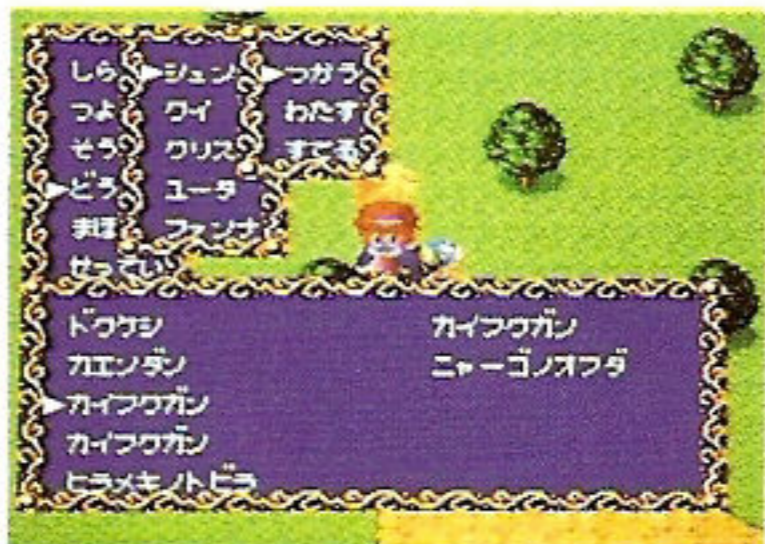 しら
つよ
そう
▶どう
まほ
せってい
▶シュン
クイ
クリス
ユータ
ファンナ
▶つかう
わたす
すてる
ドクケシ
カエンダン
▶カイフクガン
カイフクガン
ヒラメキノトビラ
カイフクガン
ニャーゴノオフダ